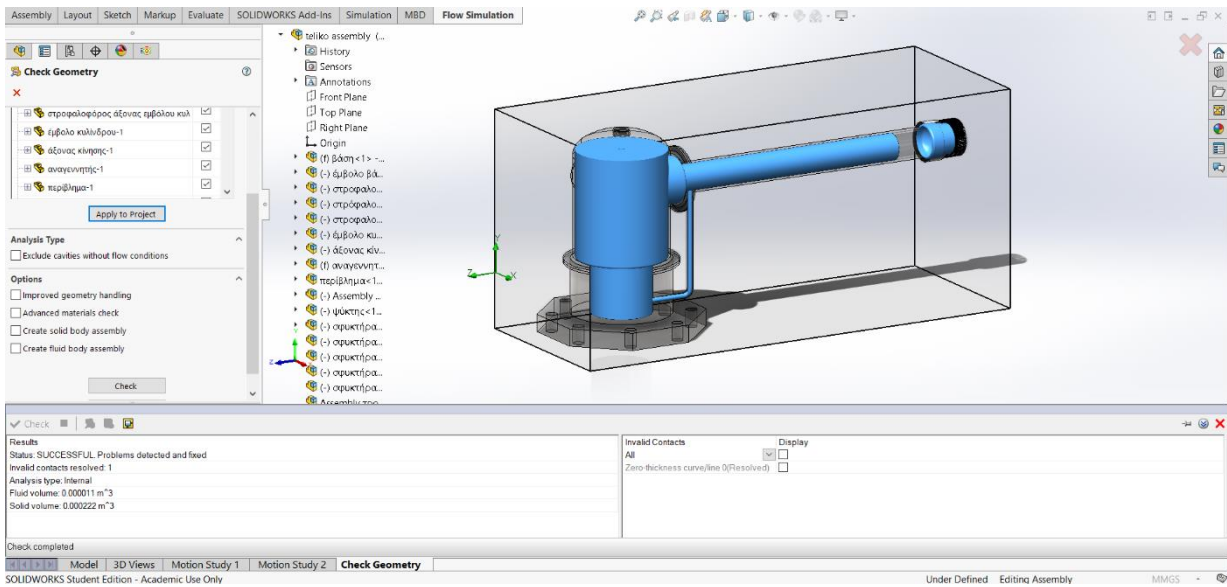 Assembly Layout Sketch Markup Evaluate SOLIDWORKS Add-Ins Simulation MBD Flow Simulation
Check Geometry
στροφαλοφόρος άξονας εμβόλου κυλ
έμβολο κυλίνδρου-1
άξονας κίνησης-1
αναγεννητής-1
περίβλημα-1
Apply to Project
Analysis Type
Exclude cavities without flow conditions
Options
Improved geometry handling
Advanced materials check
Create solid body assembly
Create fluid body assembly
Check
teliko assembly (...
History
Sensors
Annotations
Front Plane
Top Plane
Right Plane
Origin
(f) βάση<1> -...
(-) έμβολο βά...
(-) στροφαλο...
(-) στρόφαλο...
(-) στροφαλο...
(-) έμβολο κυ...
(-) άξονας κίν...
(f) αναγεννητ...
περίβλημα<1...
(-) Assembly ...
(-) ψύκτης<1...
(-) σφυκτήρα...
(-) σφυκτήρα...
(-) σφυκτήρα...
(-) σφυκτήρα...
(-) σφυκτήρα...
Y
Z
X
Z
Check
Results
Status: SUCCESSFUL. Problems detected and fixed
Invalid contacts resolved: 1
Analysis type: Internal
Fluid volume: 0.000011 m^3
Solid volume: 0.000222 m^3
Invalid Contacts Display
All
Zero-thickness curve/line 0(Resolved)
Check completed
Model 3D Views Motion Study 1 Motion Study 2 Check Geometry
SOLIDWORKS Student Edition - Academic Use Only
Under Defined Editing Assembly MMGS -